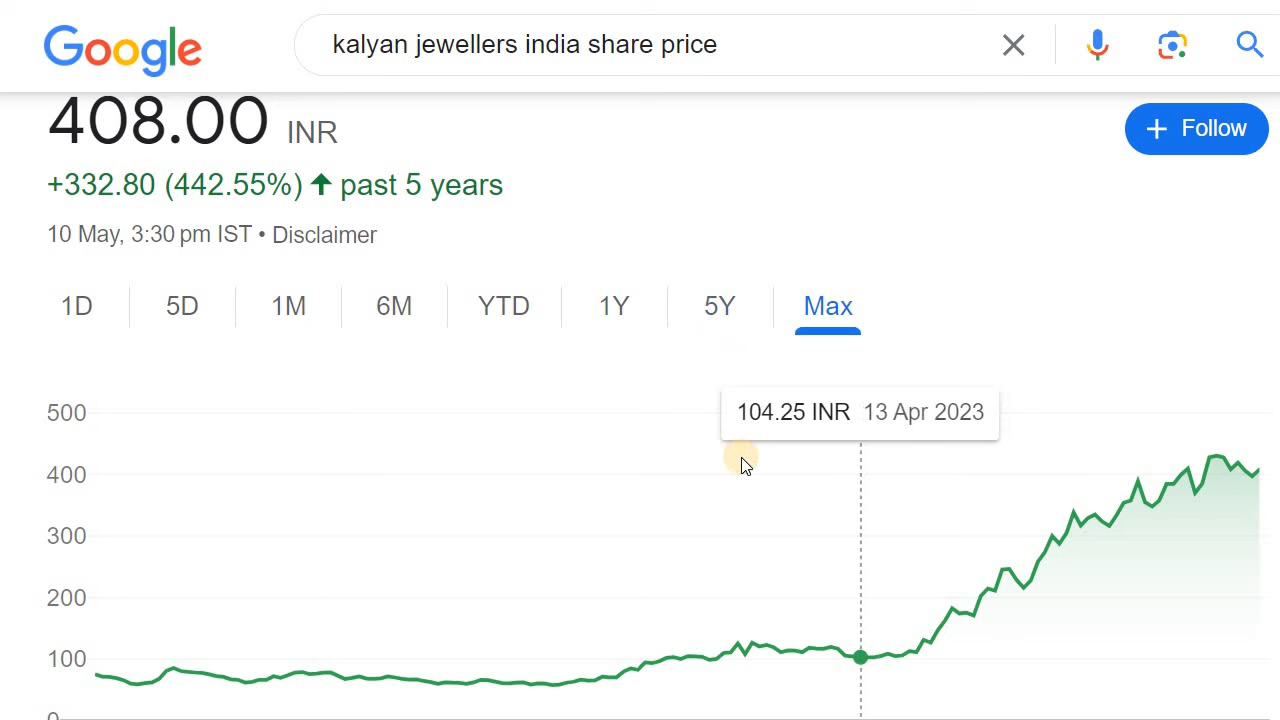 Google
kalyan jewellers india share price
408.00 INR
+ Follow
+332.80 (442.55%) ↑ past 5 years
10 May, 3:30 pm IST • Disclaimer
1D 5D 1M 6M YTD 1Y 5Y Max
104.25 INR 13 Apr 2023
500
400
300
200
100
0